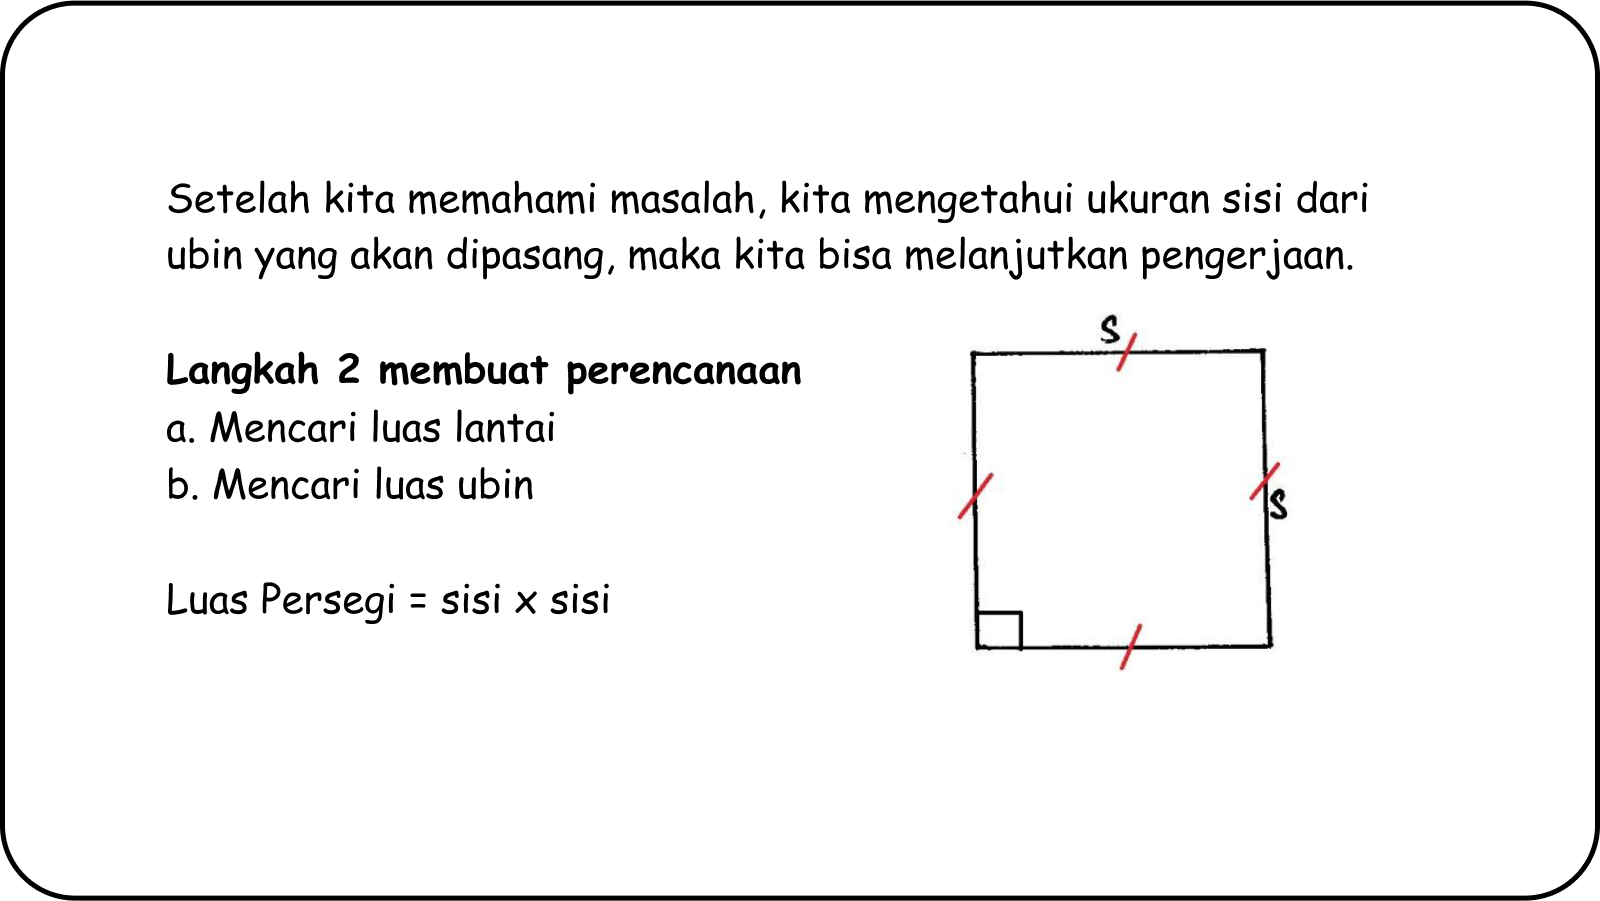 Setelah kita memahami masalah, kita mengetahui ukuran sisi dari
ubin yang akan dipasang, maka kita bisa melanjutkan pengerjaan.
Langkah 2 membuat perencanaan
a. Mencari luas lantai
b. Mencari luas ubin
Luas Persegi = sisi x sisi
s
s